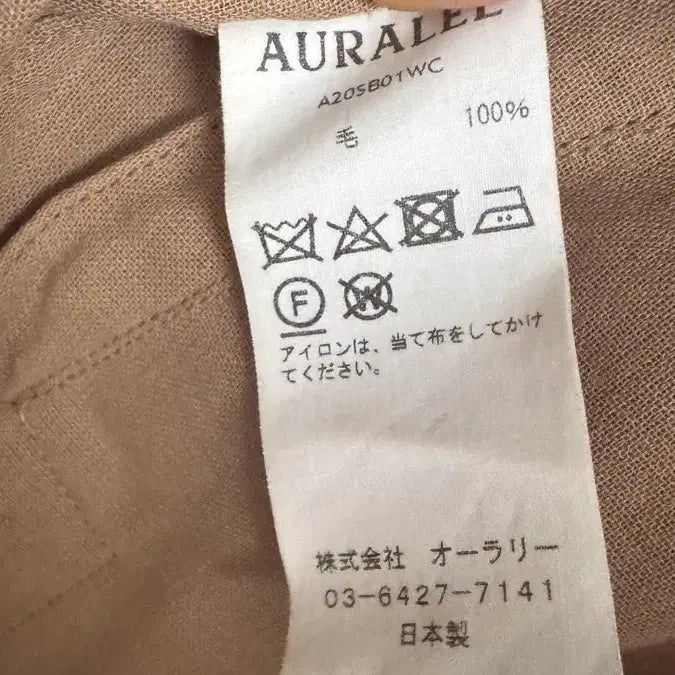 AURALEE
A20SB01WC
毛 100%
F W
アイロンは、当て布をしてかけ
てください。
株式会社 オーラリー
03-6427-7141
日本製